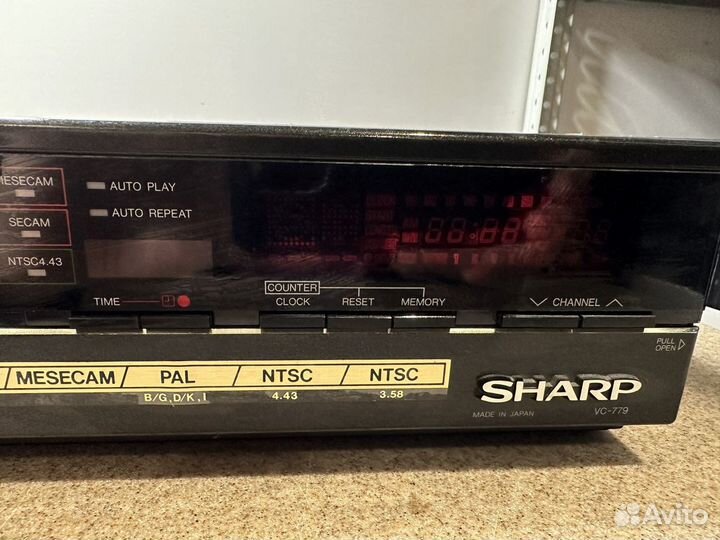 MESECAM
AUTO PLAY
SECAM
AUTO REPEAT
NTSC4.43
TIME
COUNTER
CLOCK RESET MEMORY
CHANNEL
PULL
OPEN
/ MESECAM / PAL / NTSC / NTSC
B/G,D/K,I 4.43 3.58
SHARP
MADE IN JAPAN VC-779
Avito